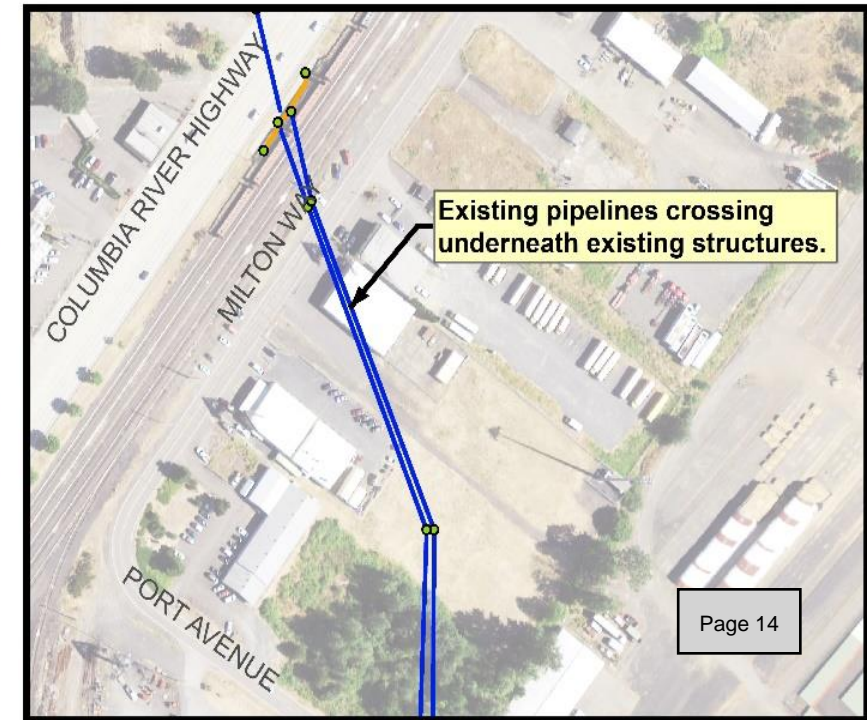 COLUMBIA RIVER HIGHWAY
MILTON WAY
Existing pipelines crossing
underneath existing structures.
PORT AVENUE
Page 14